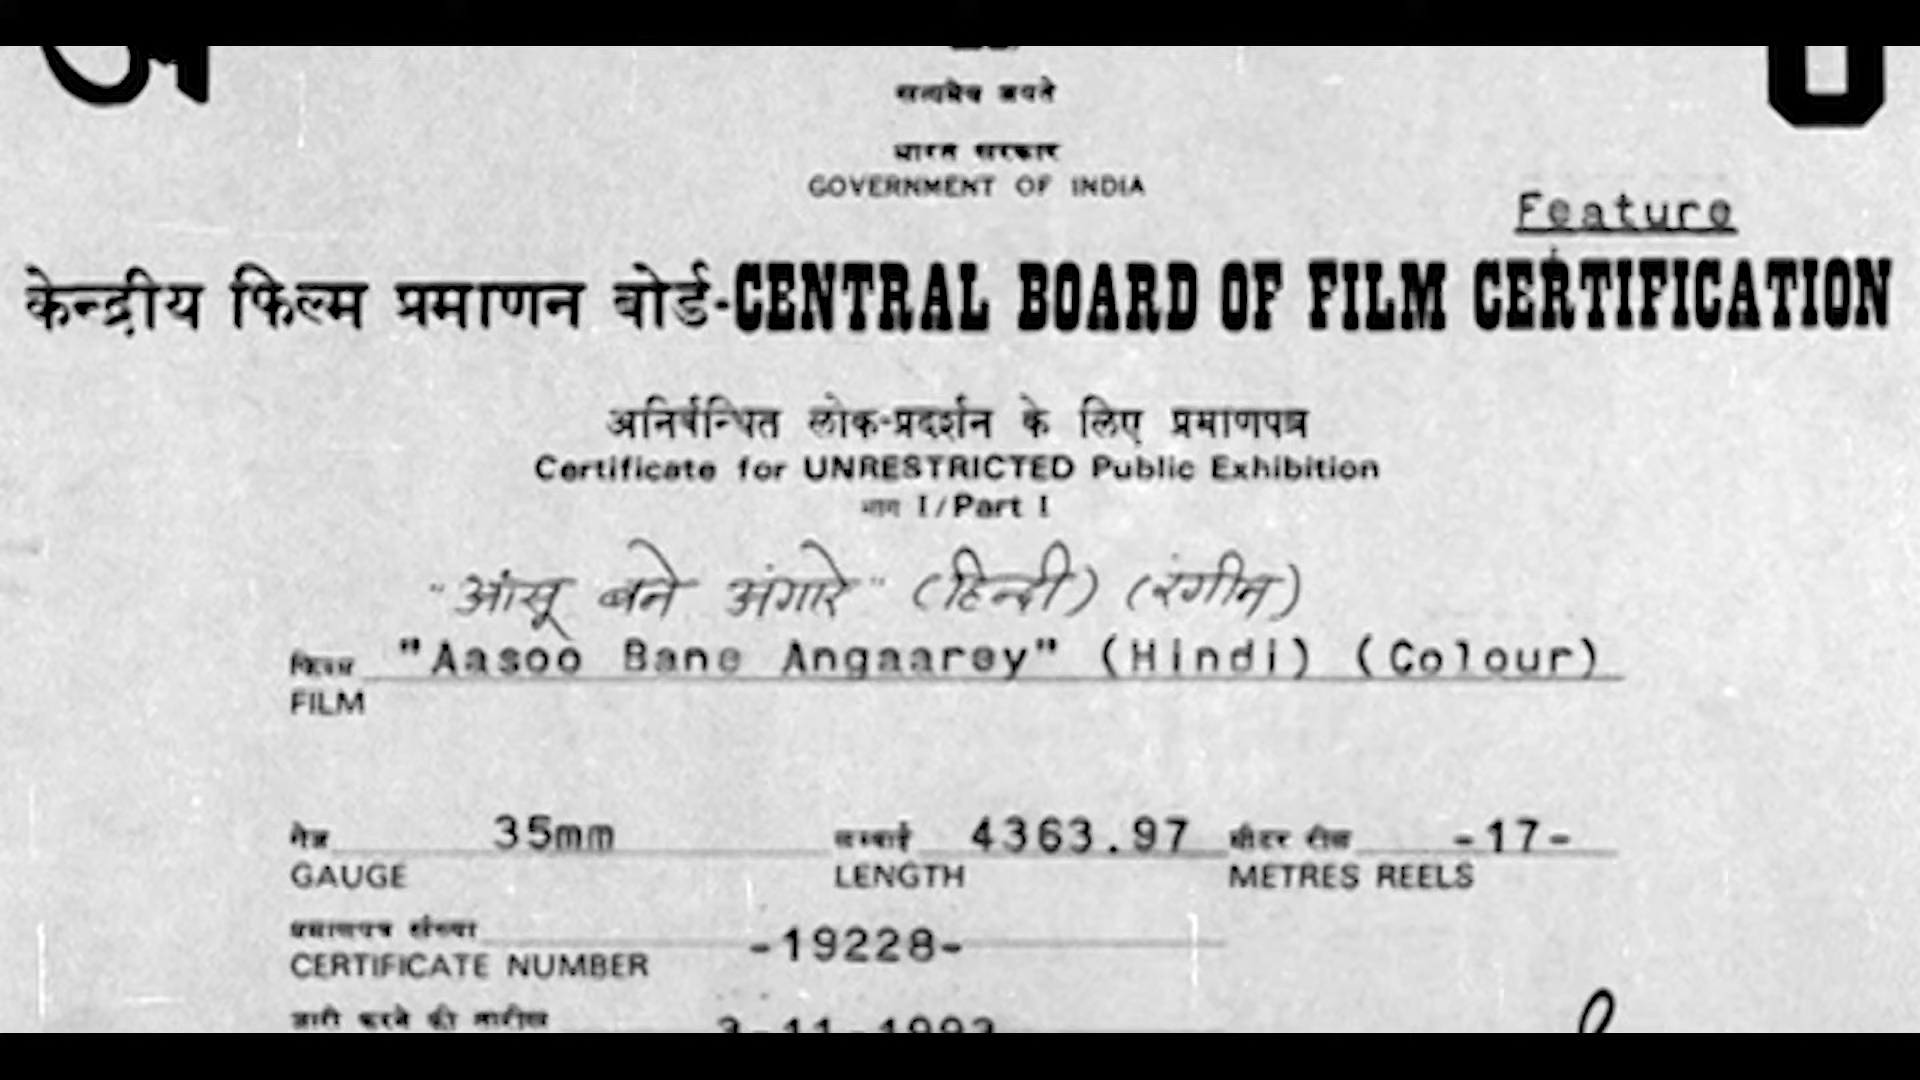 अ U
सत्यमेव जयते
भारत सरकार
GOVERNMENT OF INDIA
Feature
केन्द्रीय फिल्म प्रमाणन बोर्ड-CENTRAL BOARD OF FILM CERTIFICATION
अनिर्बन्धित लोक-प्रदर्शन के लिए प्रमाणपत्र
Certificate for UNRESTRICTED Public Exhibition
भाग I/Part I
"आंसू बने अंगारे" (हिन्दी) (रंगीन)
फिल्म "Aasoo Bane Angaarey" (Hindi) (Colour)
FILM
गेज 35mm लम्बाई 4363.97 मीटर रील -17-
GAUGE LENGTH METRES REELS
प्रमाणपत्र संख्या -19228-
CERTIFICATE NUMBER
जारी करने की तारीख